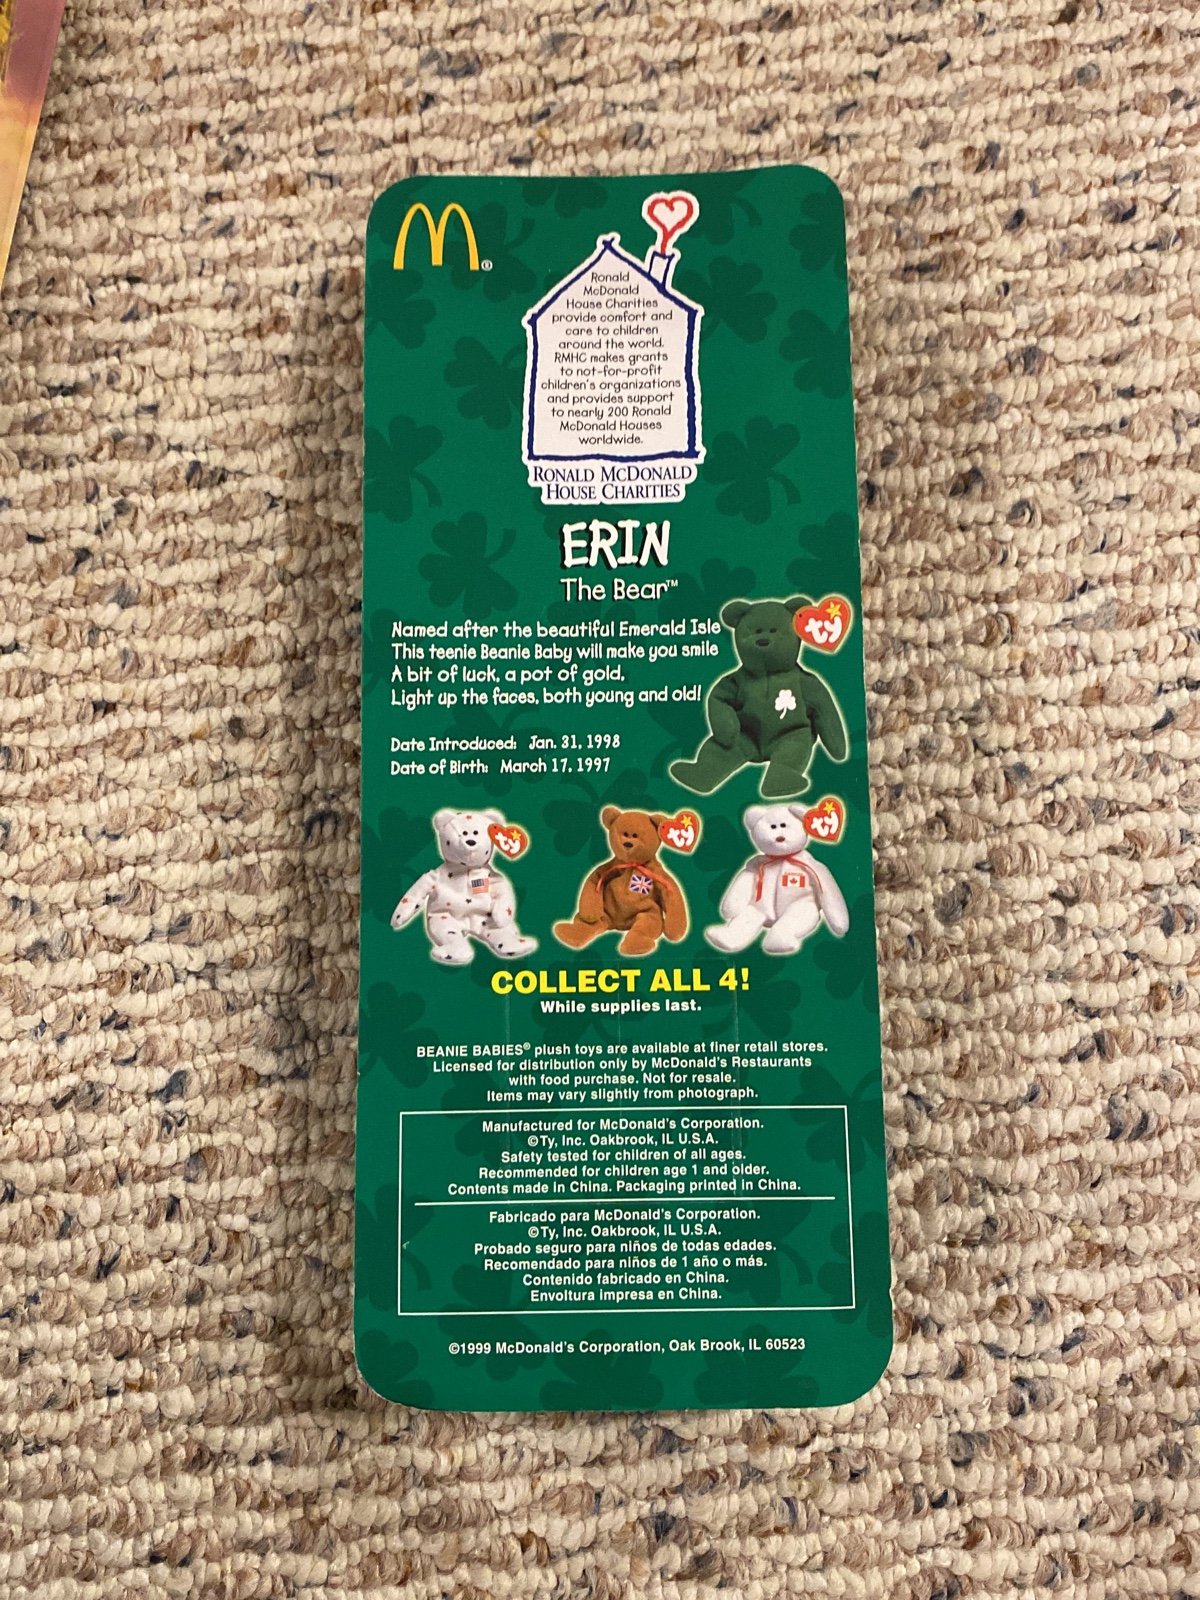 Ronald
McDonald
House Charities
provide comfort and
care to children
around the world.
RMHC makes grants
to not-for-profit
children's organizations
and provides support
to nearly 200 Ronald
McDonald Houses
worldwide.
RONALD MCDONALD
HOUSE CHARITIES
ERIN
The Bear™
Named after the beautiful Emerald Isle
This teenie Beanie Baby will make you smile
A bit of luck, a pot of gold,
Light up the faces, both young and old!
ty
Date Introduced: Jan. 31, 1998
Date of Birth: March 17, 1997
ty
ty
ty
COLLECT ALL 4!
While supplies last.
BEANIE BABIES® plush toys are available at finer retail stores.
Licensed for distribution only by McDonald's Restaurants
with food purchase. Not for resale.
Items may vary slightly from photograph.
Manufactured for McDonald's Corporation.
©Ty, Inc. Oakbrook, IL U.S.A.
Safety tested for children of all ages.
Recommended for children age 1 and older.
Contents made in China. Packaging printed in China.
Fabricado para McDonald's Corporation.
©Ty, Inc. Oakbrook, IL U.S.A.
Probado seguro para niños de todas edades.
Recomendado para niños de 1 año o más.
Contenido fabricado en China.
Envoltura impresa en China.
©1999 McDonald's Corporation, Oak Brook, IL 60523